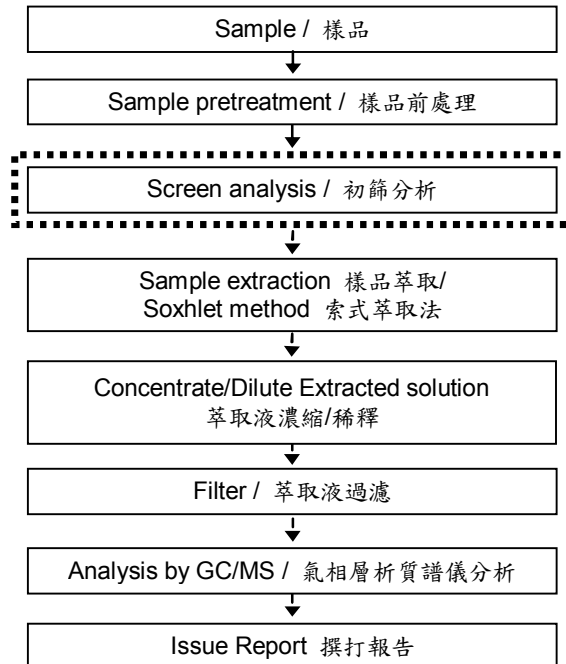 Sample / 樣品
Sample pretreatment / 樣品前處理
Screen analysis / 初篩分析
Sample extraction 樣品萃取/
Soxhlet method 索式萃取法
Concentrate/Dilute Extracted solution
萃取液濃縮/稀釋
Filter / 萃取液過濾
Analysis by GC/MS / 氣相層析質譜儀分析
Issue Report 撰打報告